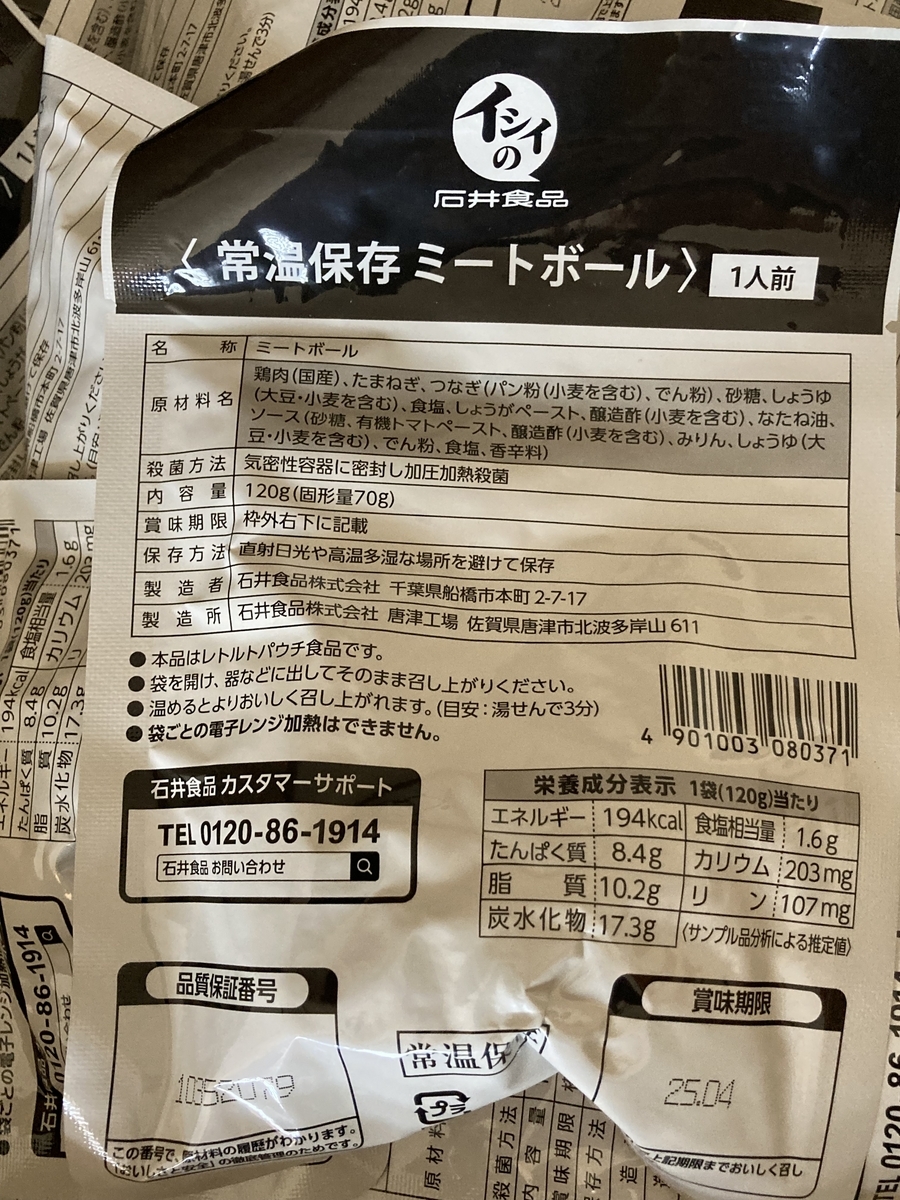 イシイの
石井食品
〈常温保存 ミートボール〉 1人前
名称 ミートボール
原材料名 鶏肉(国産)、たまねぎ、つなぎ(パン粉(小麦を含む)、でん粉)、砂糖、しょうゆ
(大豆・小麦を含む)、食塩、しょうがペースト、醸造酢(小麦を含む)、なたね油、
ソース(砂糖、有機トマトペースト、醸造酢(小麦を含む)、みりん、しょうゆ(大
豆・小麦を含む)、でん粉、食塩、香辛料)
殺菌方法 気密性容器に密封し加圧加熱殺菌
内容量 120g(固形量70g)
賞味期限 枠外右下に記載
保存方法 直射日光や高温多湿な場所を避けて保存
製造者 石井食品株式会社 千葉県船橋市本町 2-7-17
製造所 石井食品株式会社 唐津工場 佐賀県唐津市北波多岸山 611
●本品はレトルトパウチ食品です。
●袋を開け、器などに出してそのまま召し上がりください。
●温めるとよりおいしく召し上がれます。(目安:湯せんで3分)
●袋ごとの電子レンジ加熱はできません。
4 901003 080371
石井食品 カスタマーサポート
TEL 0120-86-1914
石井食品 お問い合わせ
栄養成分表示 1袋(120g)当たり
エネルギー 194kcal 食塩相当量 1.6g
たんぱく質 8.4g カリウム 203mg
脂質 10.2g リン 107mg
炭水化物 17.3g 〈サンプル品分析による推定値〉
品質保証番号
この番号で、原材料の履歴がわかります。
常温保
プラ
賞味期限
25.04